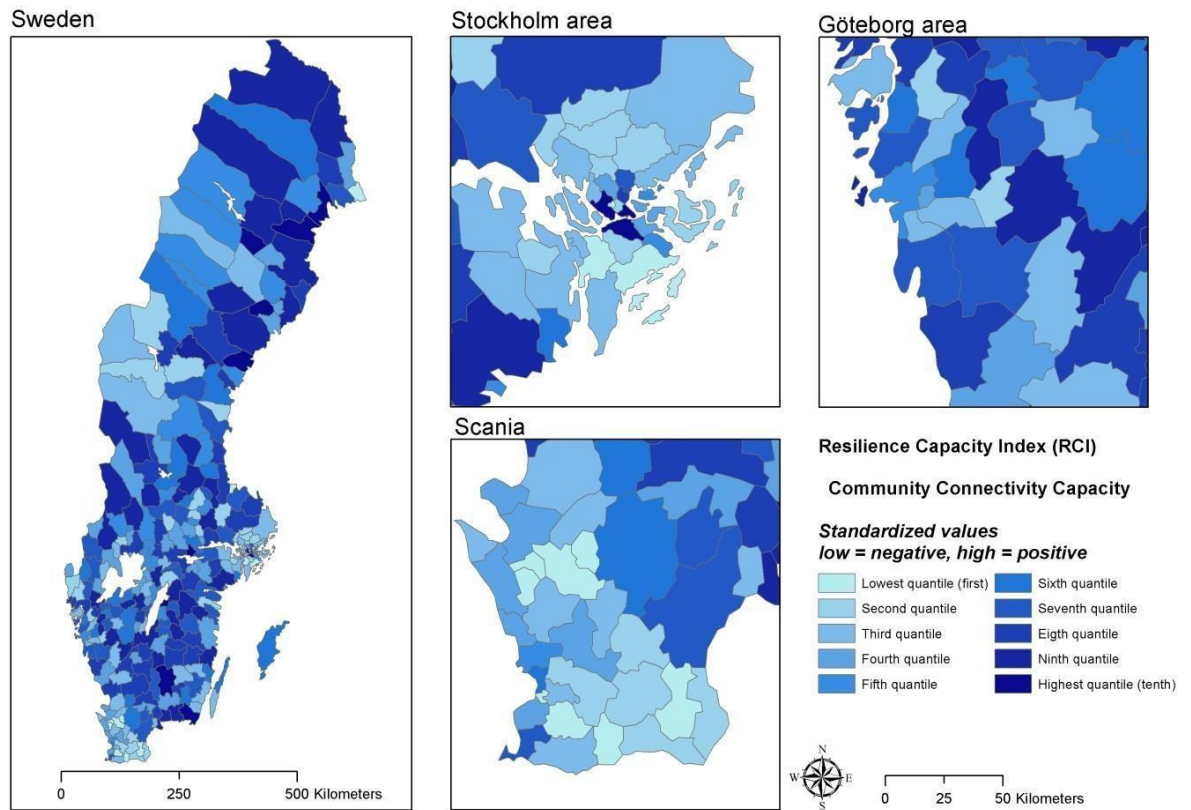 Sweden
Stockholm area
Göteborg area
Scania
Resilience Capacity Index (RCI)
Community Connectivity Capacity
Standardized values
low = negative, high = positive
Lowest quantile (first)
Second quantile
Third quantile
Fourth quantile
Fifth quantile
Sixth quantile
Seventh quantile
Eigth quantile
Ninth quantile
Highest quantile (tenth)
0 250 500 Kilometers
N
W E
S
0 25 50 Kilometers